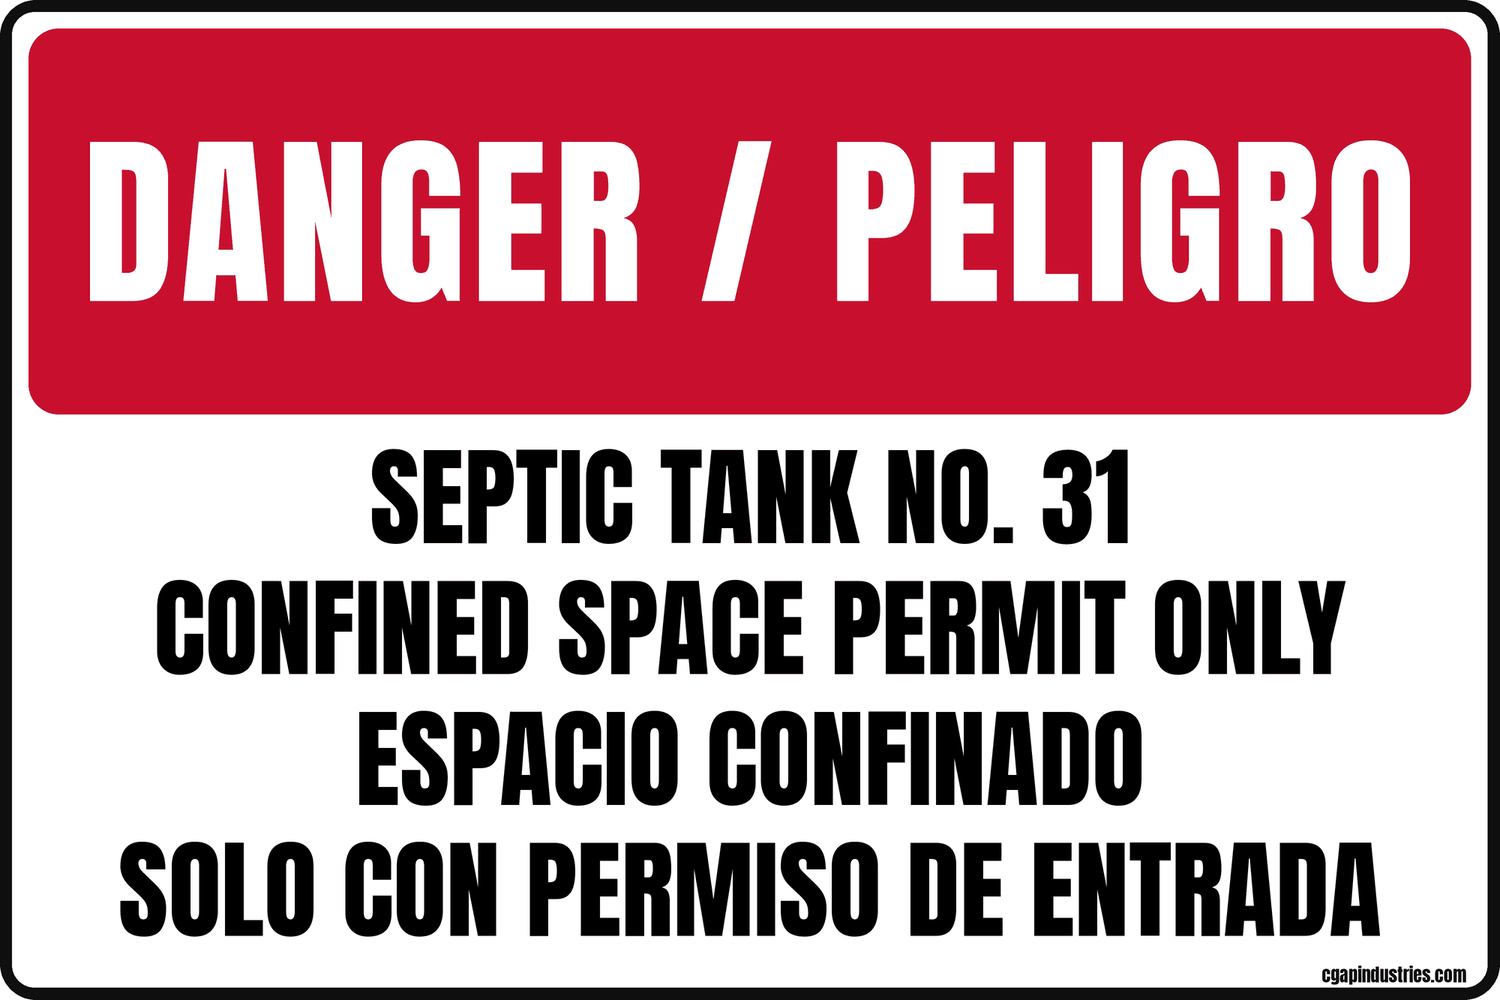 DANGER / PELIGRO
SEPTIC TANK NO. 31
CONFINED SPACE PERMIT ONLY
ESPACIO CONFINADO
SOLO CON PERMISO DE ENTRADA
cgapindustries.com